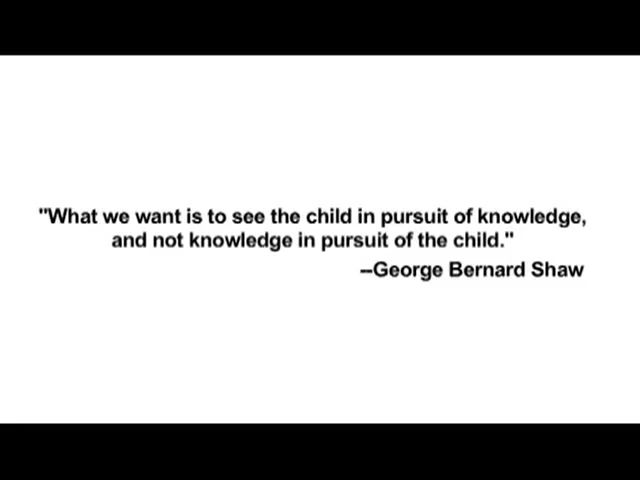 "What we want is to see the child in pursuit of knowledge,
and not knowledge in pursuit of the child."
--George Bernard Shaw